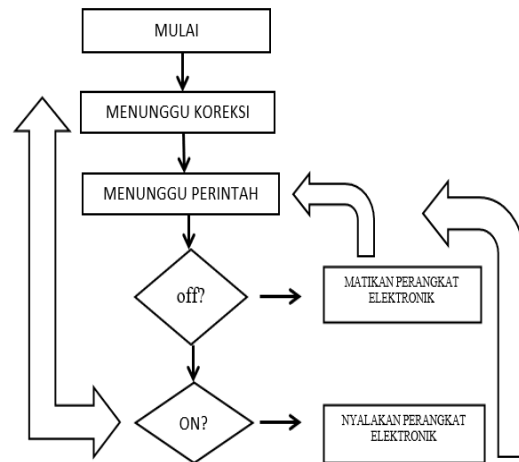 MULAI
MENUNGGU KOREKSI
MENUNGGU PERINTAH
off?
MATIKAN PERANGKAT
ELEKTRONIK
ON?
NYALAKAN PERANGKAT
ELEKTRONIK